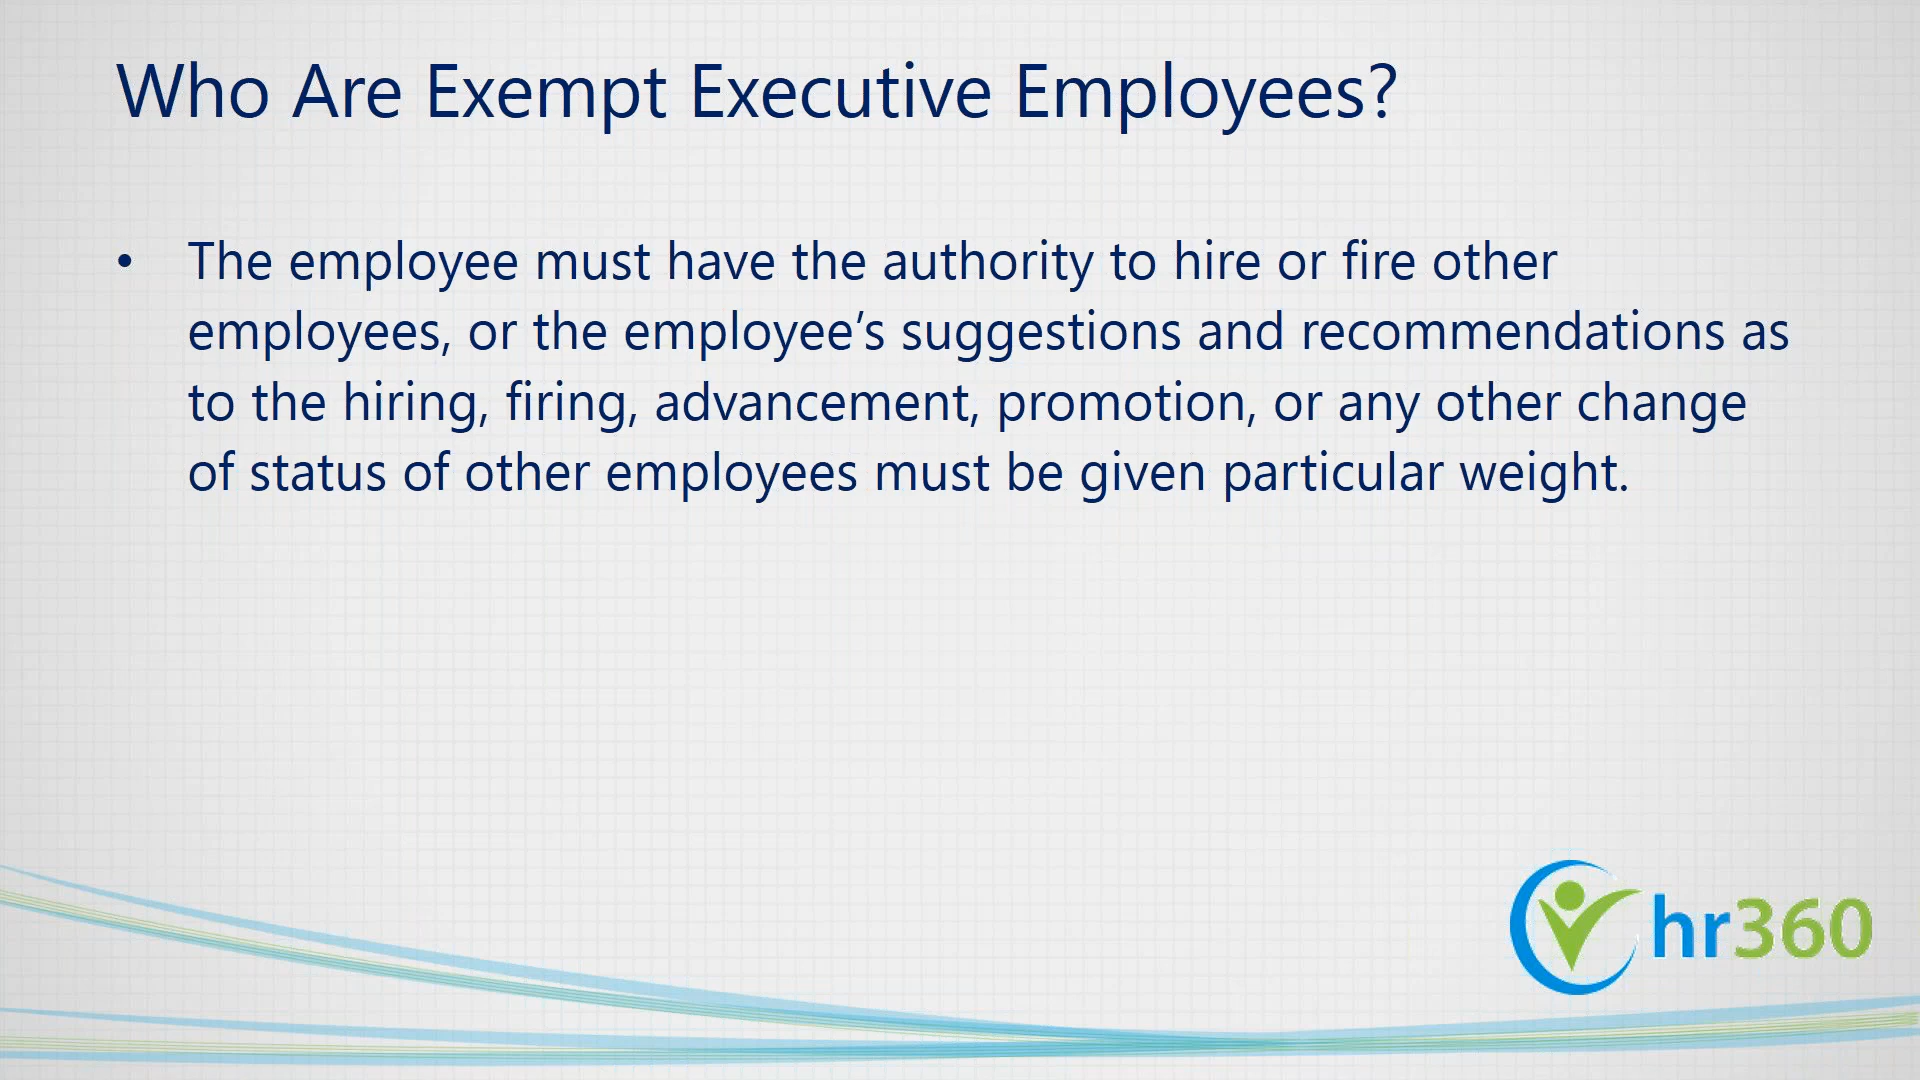 Who Are Exempt Executive Employees?
• The employee must have the authority to hire or fire other
employees, or the employee’s suggestions and recommendations as
to the hiring, firing, advancement, promotion, or any other change
of status of other employees must be given particular weight.
hr360